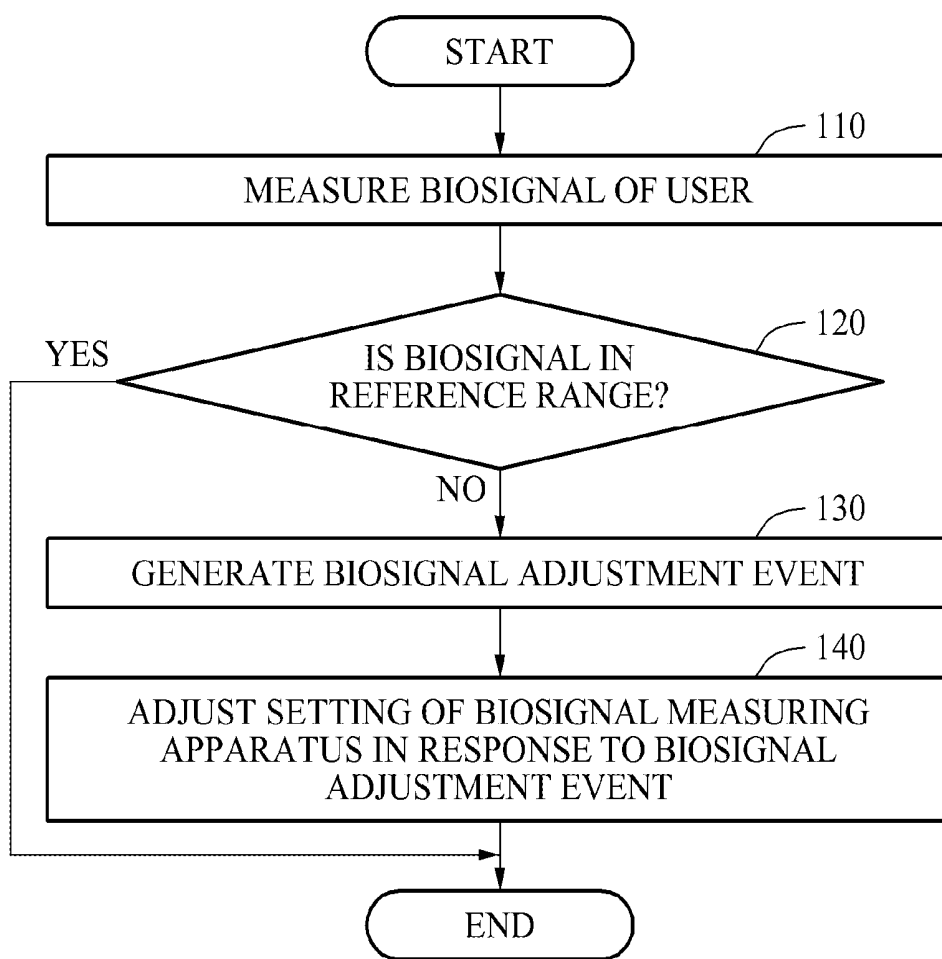 START
110
MEASURE BIOSIGNAL OF USER
120
YES
IS BIOSIGNAL IN
REFERENCE RANGE?
NO
130
GENERATE BIOSIGNAL ADJUSTMENT EVENT
140
ADJUST SETTING OF BIOSIGNAL MEASURING
APPARATUS IN RESPONSE TO BIOSIGNAL
ADJUSTMENT EVENT
END